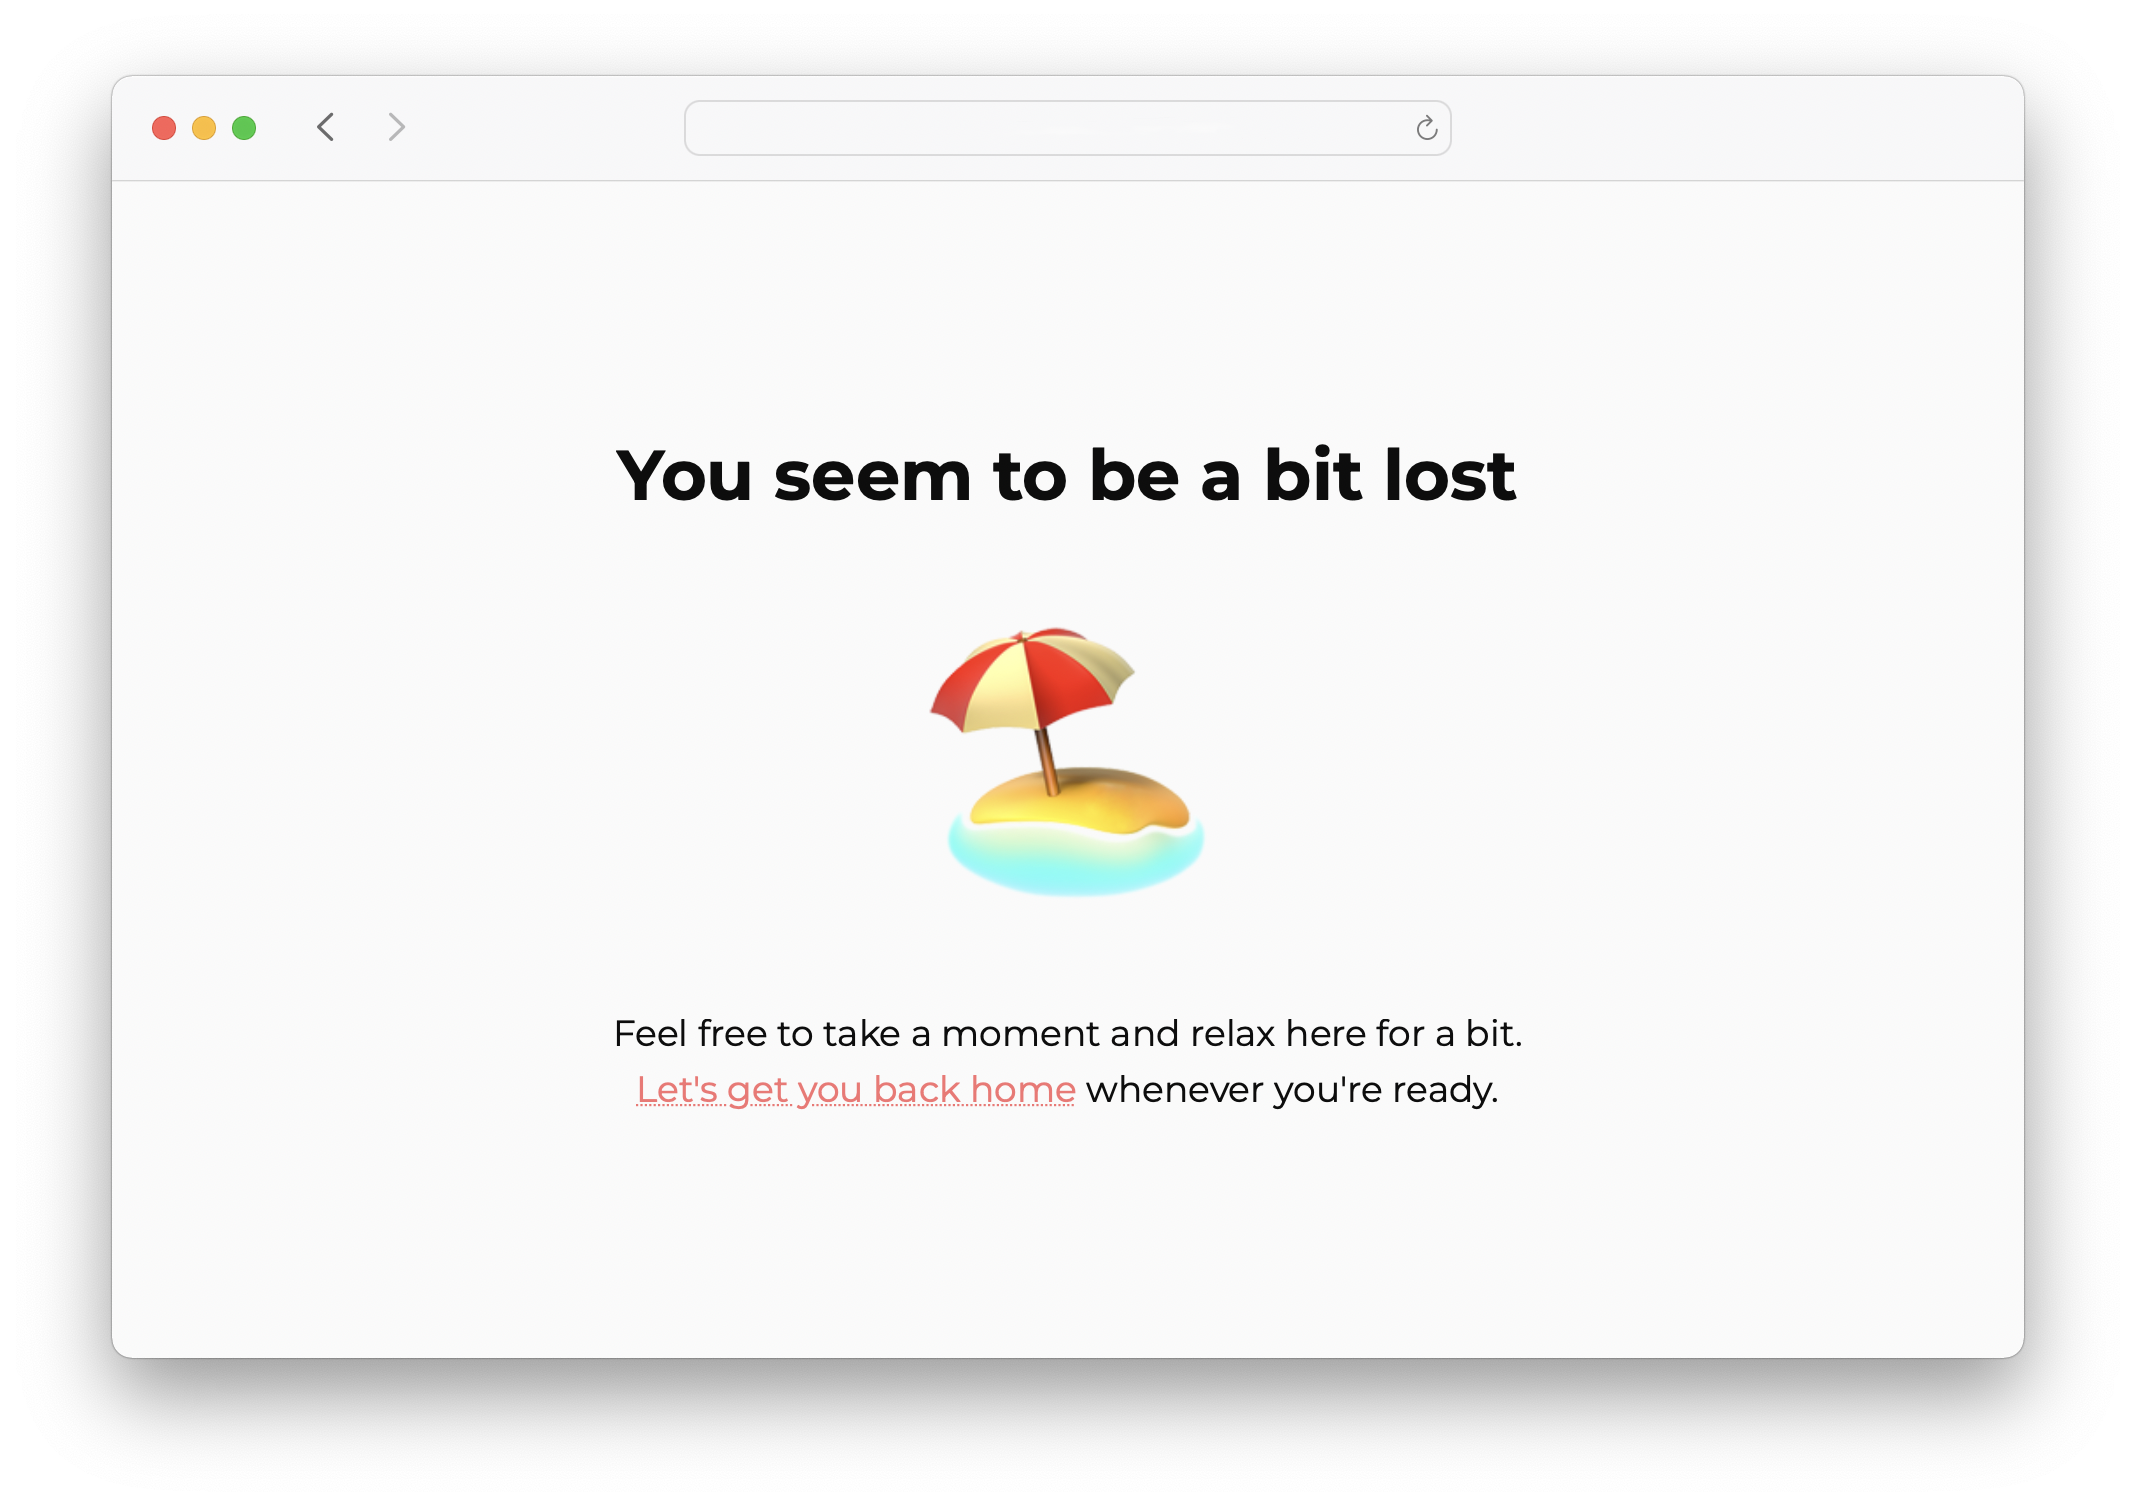 You seem to be a bit lost
Feel free to take a moment and relax here for a bit.
Let's get you back home whenever you're ready.